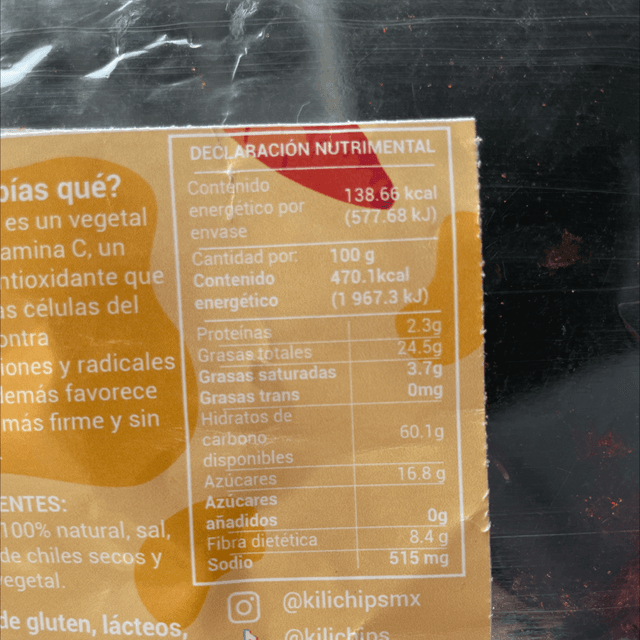 bías qué?
es un vegetal
amina C, un
ntioxidante que
as células del
ontra
iones y radicales
demás favorece
más firme y sin
ENTES:
100% natural, sal,
de chiles secos y
vegetal.
de gluten, lácteos,
DECLARACIÓN NUTRIMENTAL
Contenido
energético por
envase
138.66 kcal
(577.68 kJ)
Cantidad por: 100 g
Contenido 470.1kcal
energético (1 967.3 kJ)
Proteínas 2.3g
Grasas totales 24.5g
Grasas saturadas 3.7g
Grasas trans 0mg
Hidratos de
carbono
disponibles 60.1g
Azúcares 16.8 g
Azúcares
añadidos 0g
Fibra dietética 8.4 g
Sodio 515 mg
@kilichipsmx
@kilichips